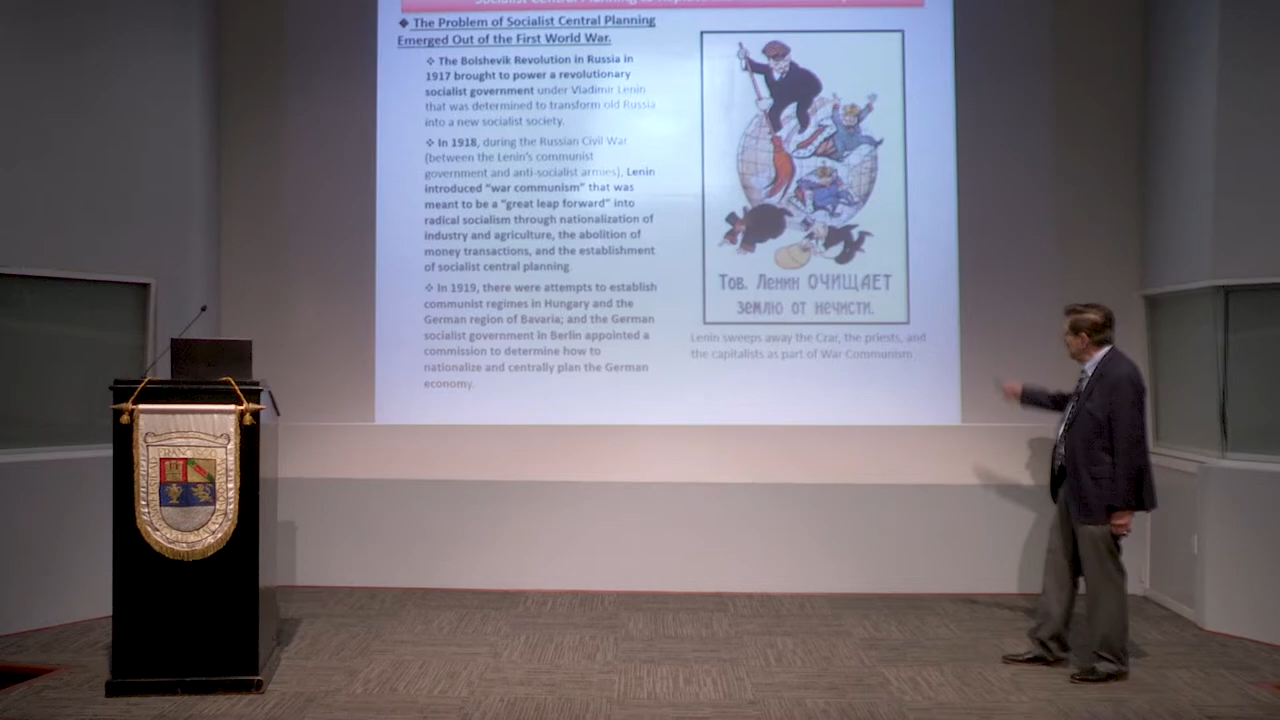 Socialist Central Planning to Replace
❖ The Problem of Socialist Central Planning
Emerged Out of the First World War.
❖ The Bolshevik Revolution in Russia in
1917 brought to power a revolutionary
socialist government under Vladimir Lenin
that was determined to transform old Russia
into a new socialist society.
❖ In 1918, during the Russian Civil War
(between the Lenin's communist
government and anti-socialist armies), Lenin
introduced "war communism" that was
meant to be a "great leap forward" into
radical socialism through nationalization of
industry and agriculture, the abolition of
money transactions, and the establishment
of socialist central planning.
❖ In 1919, there were attempts to establish
communist regimes in Hungary and the
German region of Bavaria; and the German
socialist government in Berlin appointed a
commission to determine how to
nationalize and centrally plan the German
economy.
Тов. Ленин ОЧИЩАЕТ
землю от нечисти.
Lenin sweeps away the Czar, the priests, and
the capitalists as part of War Communism
FRANCISCO